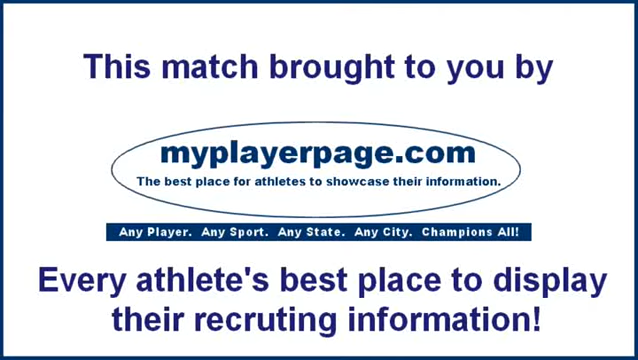 This match brought to you by
myplayerpage.com
The best place for athletes to showcase their information.
Any Player. Any Sport. Any State. Any City. Champions All!
Every athlete's best place to display
their recruting information!